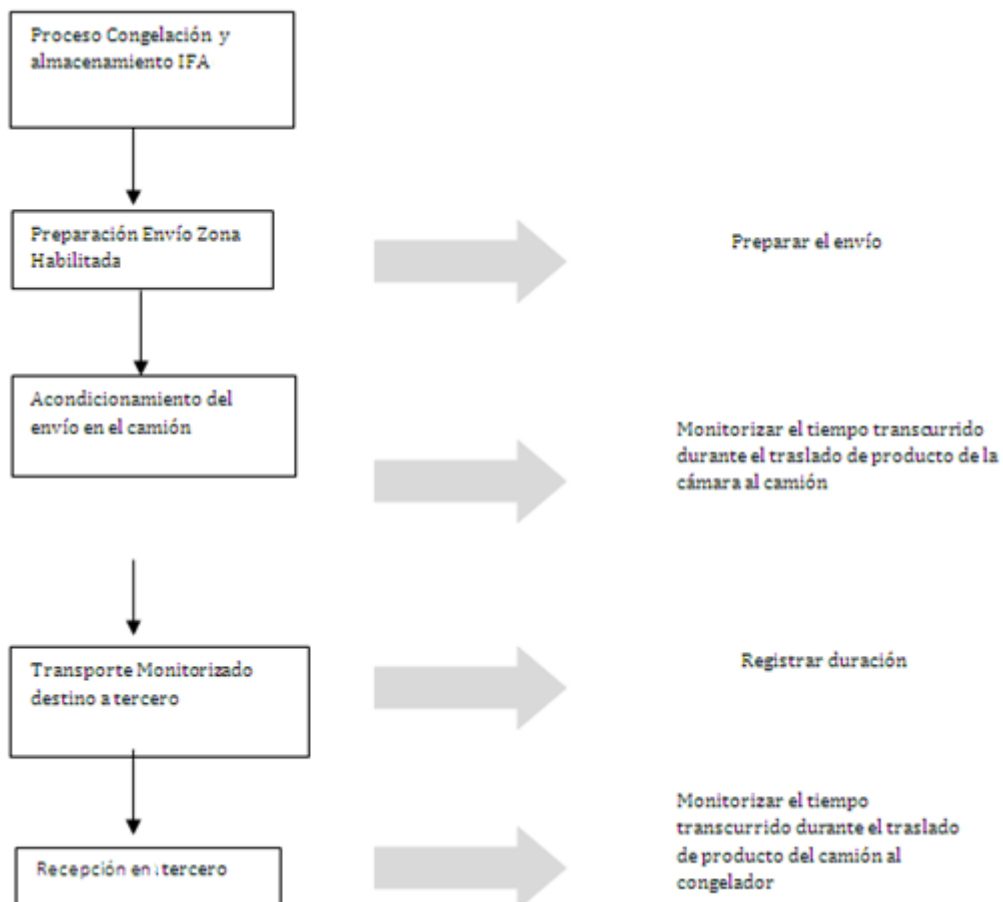 Proceso Congelación y
almacenamiento IFA
Preparación Envío Zona
Habilitada
Preparar el envío
Acondicionamiento del
envío en el camión
Monitorizar el tiempo transcurrido
durante el traslado de producto de la
cámara al camión
Transporte Monitorizado
destino a tercero
Registrar duración
Recepción en tercero
Monitorizar el tiempo
transcurrido durante el traslado
de producto del camión al
congelador